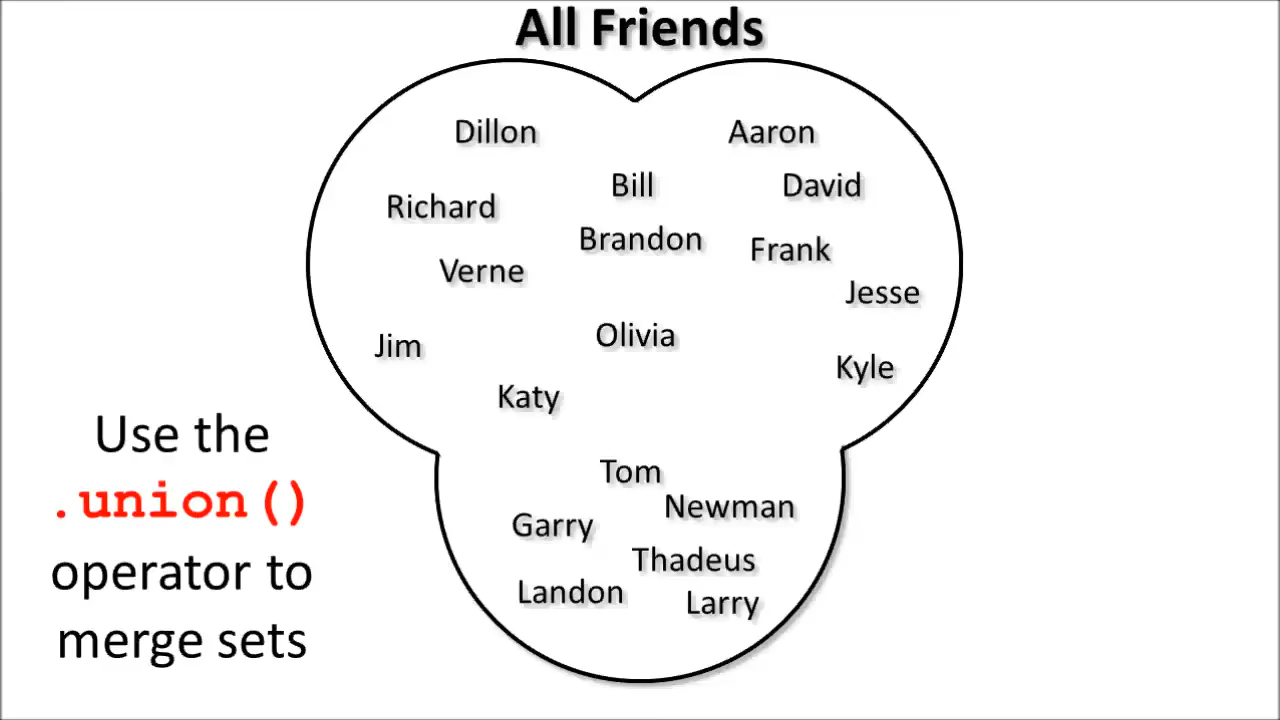 All Friends
Dillon
Aaron
Bill
David
Richard
Brandon
Frank
Verne
Jesse
Olivia
Jim
Kyle
Katy
Tom
Newman
Garry
Thadeus
Landon
Larry
Use the
.union()
operator to
merge sets